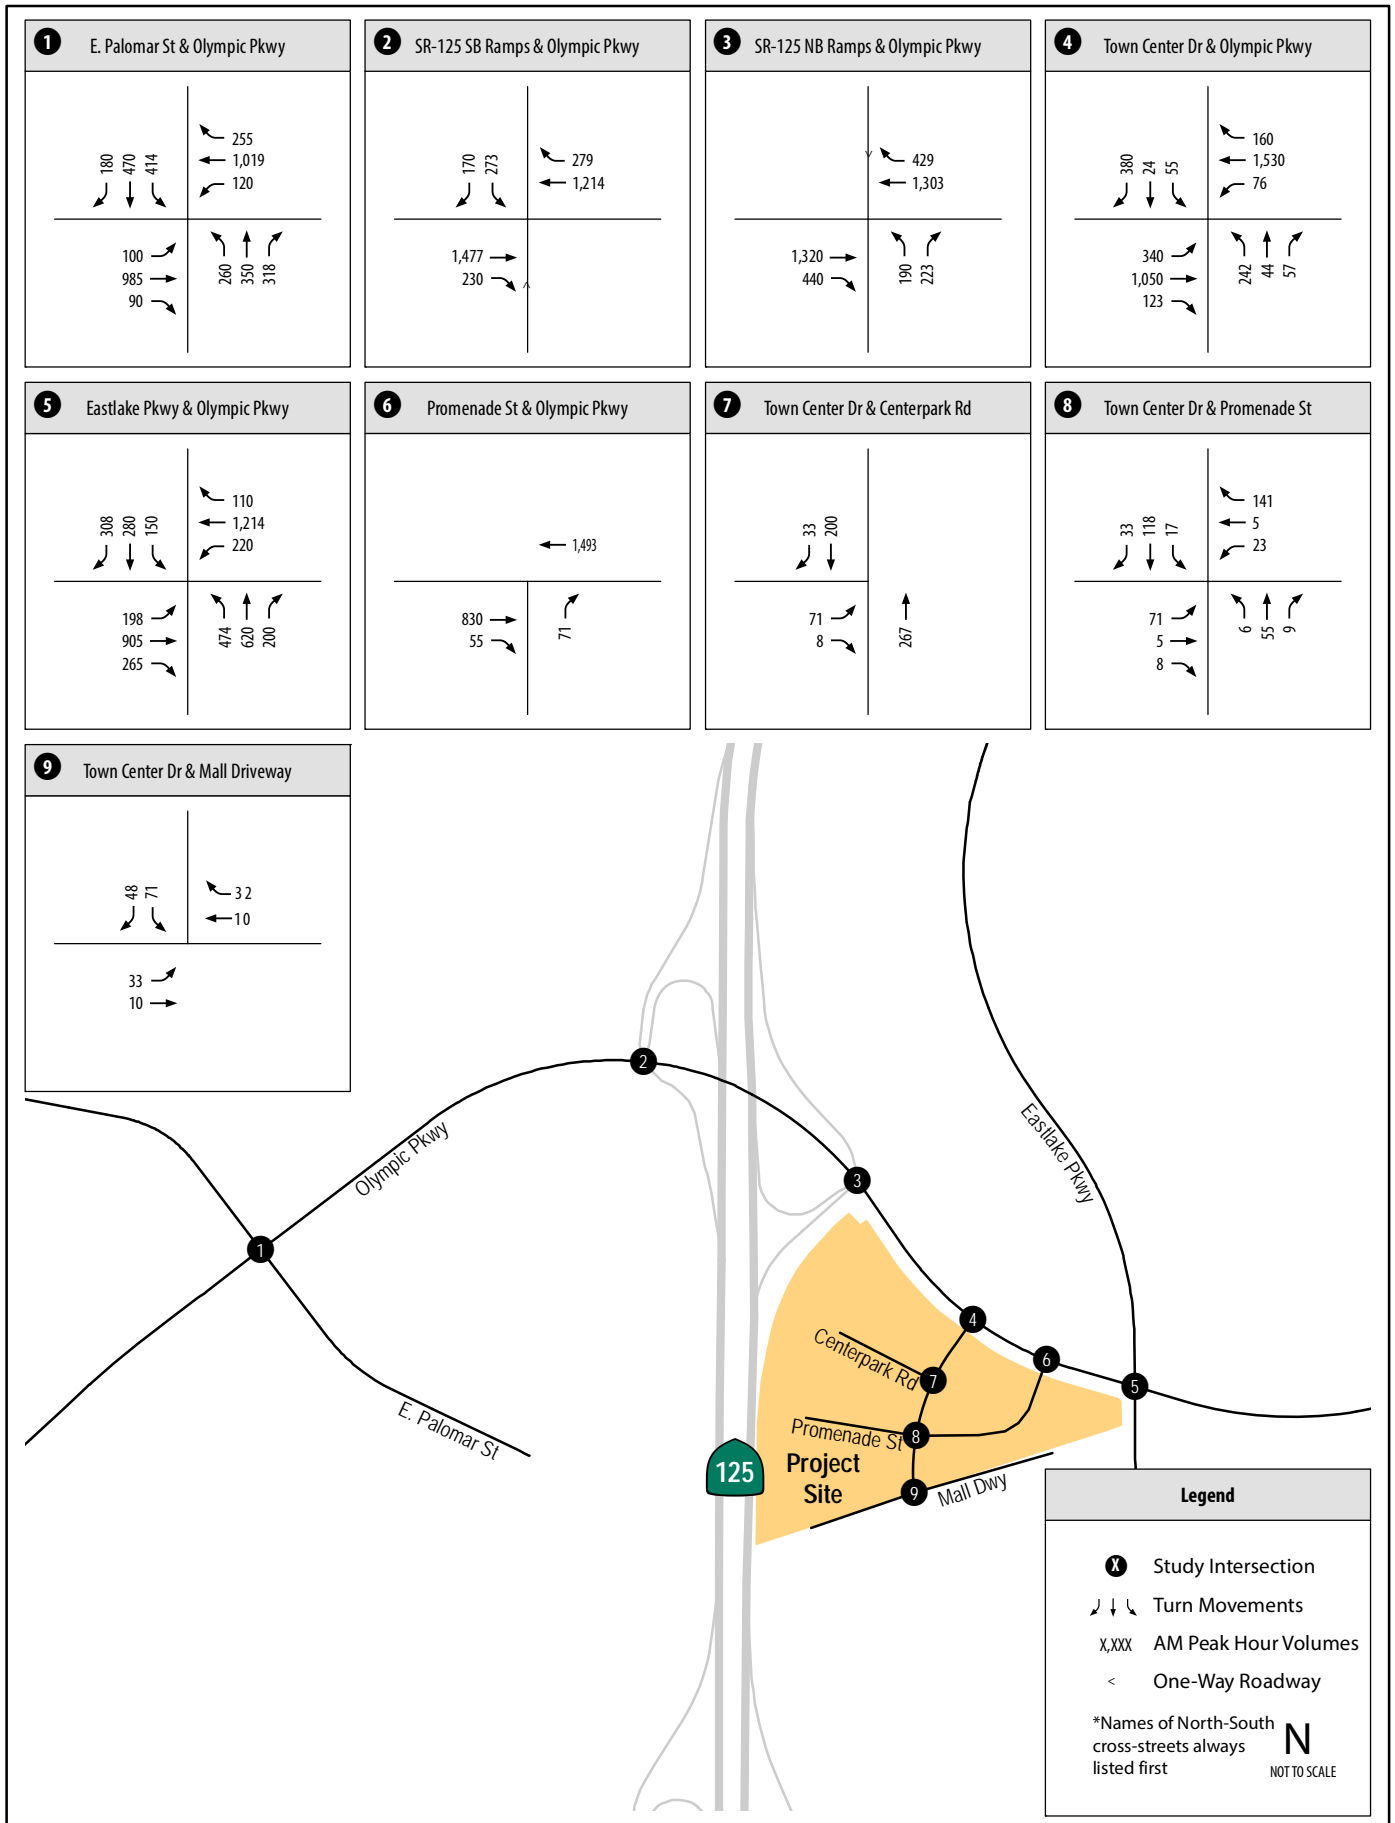 1 E. Palomar St & Olympic Pkwy
180 470 414
255
1,019
120
100
985
90
260 350 318
2 SR-125 SB Ramps & Olympic Pkwy
170 273
279
1,214
1,477
230
3 SR-125 NB Ramps & Olympic Pkwy
429
1,303
1,320
440
190 223
4 Town Center Dr & Olympic Pkwy
380 24 55
160
1,530
76
340
1,050
123
242 44 57
5 Eastlake Pkwy & Olympic Pkwy
308 280 150
110
1,214
220
198
905
265
474 620 200
6 Promenade St & Olympic Pkwy
1,493
830
55
71
7 Town Center Dr & Centerpark Rd
33 200
71
8
267
8 Town Center Dr & Promenade St
33 118 17
141
5
23
71
5
8
6 55 9
9 Town Center Dr & Mall Driveway
48 71
32
10
33
10
2
Olympic Pkwy
Eastlake Pkwy
3
1
4
Centerpark Rd
6
7
5
E. Palomar St
Promenade St
8
125
Project
Site
9
Mall Dwy
Legend
X Study Intersection
Turn Movements
X,XXX AM Peak Hour Volumes
< One-Way Roadway
*Names of North-South
cross-streets always
listed first
N
NOT TO SCALE